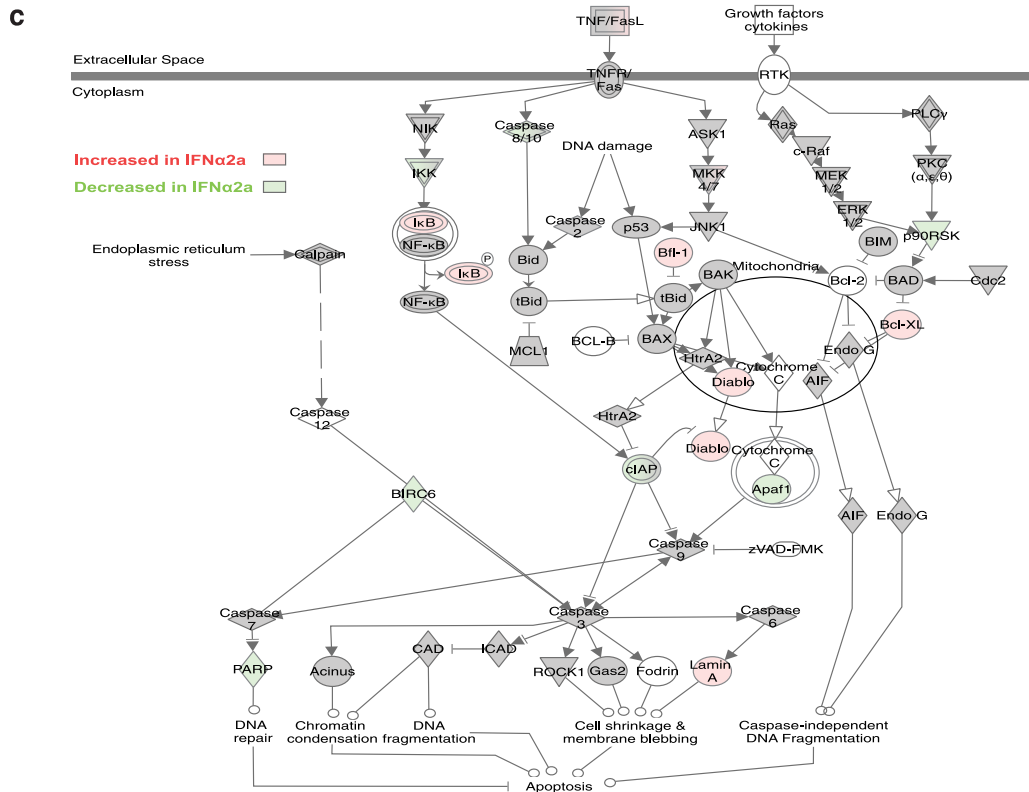 c
TNF/FasL
Growth factors
cytokines
Extracellular Space
Cytoplasm
TNFR/
Fas
RTK
NIK
Caspase
8/10
ASK1
Ras
PLCγ
DNA damage
c-Raf
Increased in IFNα2a
Decreased in IFNα2a
IKK
MKK
4/7
MEK
1/2
PKC
(α,ε,θ)
IκB
NF-κB
Caspase
2
p53
JNK1
ERK
1/2
p90RSK
BIM
Endoplasmic reticulum
stress
Calpain
P
IκB
Bid
Bfl-1
BAK
Mitochondria
Bcl-2
BAD
Cdc2
NF-κB
tBid
tBid
MCL1
BCL-B
BAX
HtrA2
Diablo
Cytochrome
C
Endo G
AIF
Bcl-XL
Caspase
12
HtrA2
Diablo
Cytochrome
C
cIAP
Apaf1
BIRC6
AIF
Endo G
Caspase
9
zVAD-FMK
Caspase
7
Caspase
3
Caspase
6
PARP
Acinus
CAD
ICAD
ROCK1
Gas2
Fodrin
Lamin
A
DNA
repair
Chromatin
condensation
DNA
fragmentation
Cell shrinkage &
membrane blebbing
Caspase-independent
DNA Fragmentation
Apoptosis